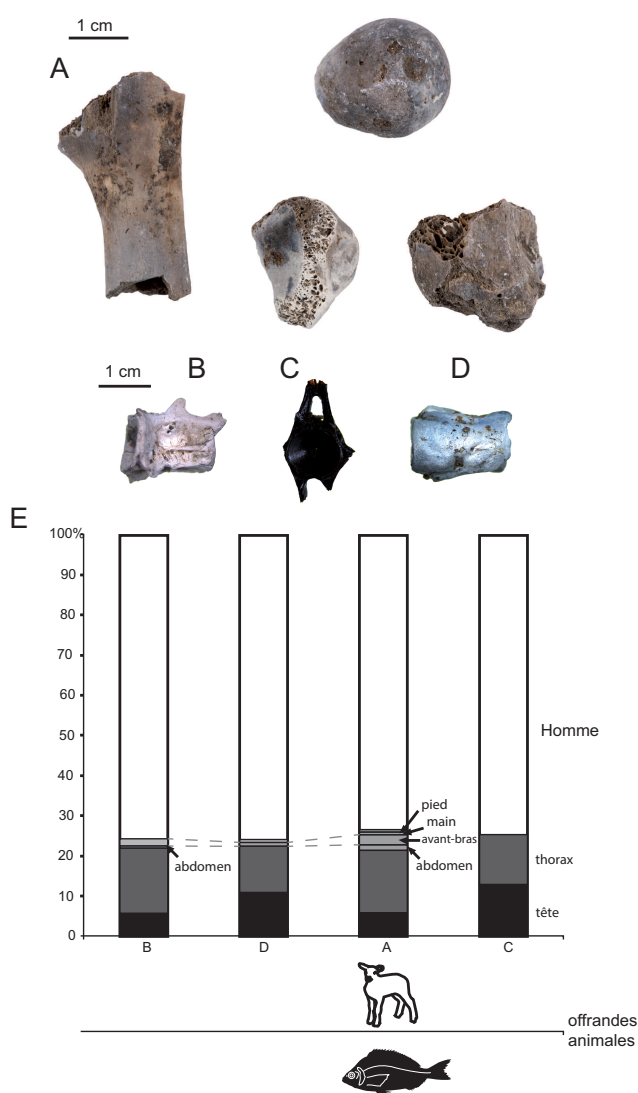 1 cm
A
1 cm
B
C
D
E
100%
90
80
70
60
50
40
30
20
10
0
Homme
pied
main
avant-bras
abdomen
abdomen
thorax
tête
B
D
A
C
offrandes
animales